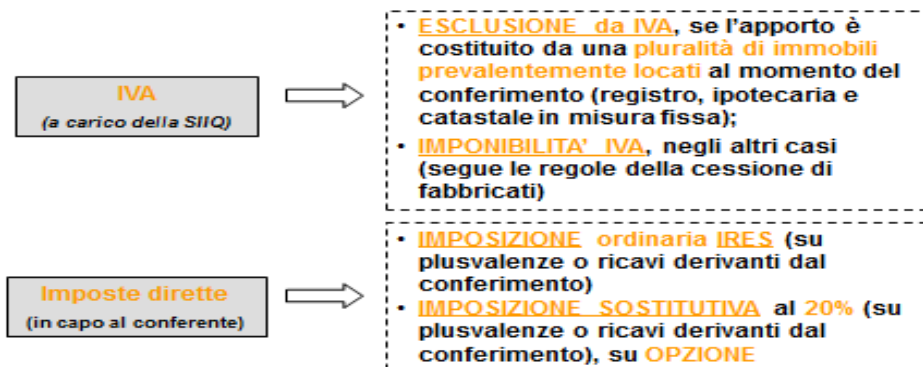 IVA
(a carico della SIIQ)
• ESCLUSIONE da IVA, se l'apporto è
costituito da una pluralità di immobili
prevalentemente locati al momento del
conferimento (registro, ipotecaria e
catastale in misura fissa);
• IMPONIBILITA' IVA, negli altri casi
(segue le regole della cessione di
fabbricati)
Imposte dirette
(in capo al conferente)
• IMPOSIZIONE ordinaria IRES (su
plusvalenze o ricavi derivanti dal
conferimento)
• IMPOSIZIONE SOSTITUTIVA al 20% (su
plusvalenze o ricavi derivanti dal
conferimento), su OPZIONE